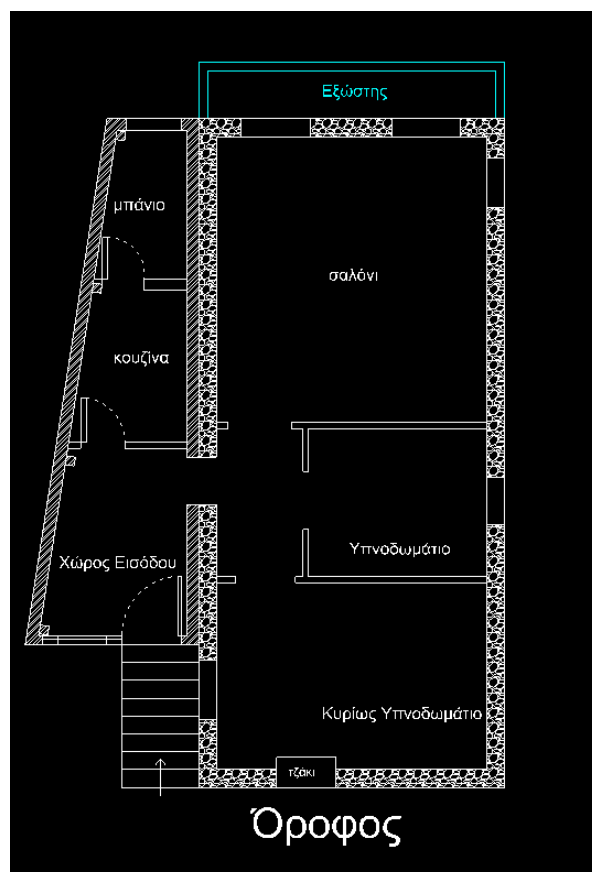 Εξώστης
μπάνιο
σαλόνι
κουζίνα
Υπνοδωμάτιο
Χώρος Εισόδου
Κυρίως Υπνοδωμάτιο
τζάκι
Όροφος